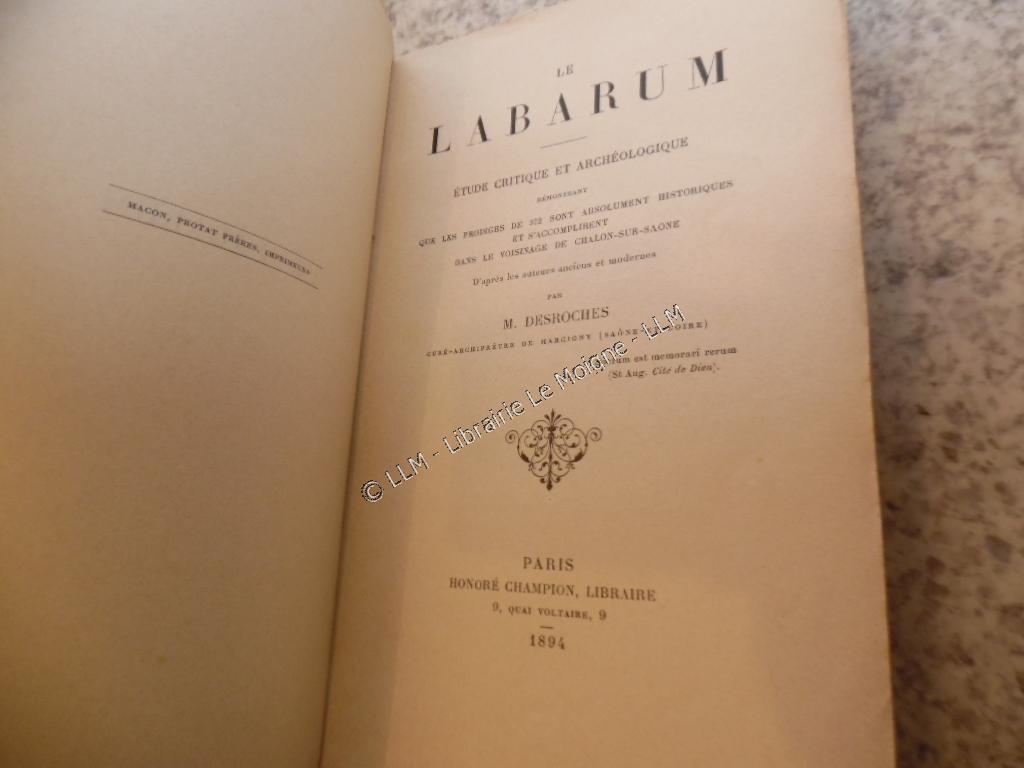 MACON, PROTAT FRÈRES, IMPRIMEURS
LE
LABARUM
ÉTUDE CRITIQUE ET ARCHÉOLOGIQUE
DÉMONTRANT
QUE LES PRODIGES DE 312 SONT ABSOLUMENT HISTORIQUES
ET S'ACCOMPLIRENT
DANS LE VOISINAGE DE CHALON-SUR-SAONE
D'après les auteurs anciens et modernes
PAR
M. DESROCHES
CURÉ-ARCHIPRÊTRE DE MARCIGNY (SAÔNE-ET-LOIRE)
est memorari rerum
(St Aug. Cité de Dieu).
© LLM - Librairie Le Moigne - LLM
PARIS
HONORÉ CHAMPION, LIBRAIRE
9, QUAI VOLTAIRE, 9
1894